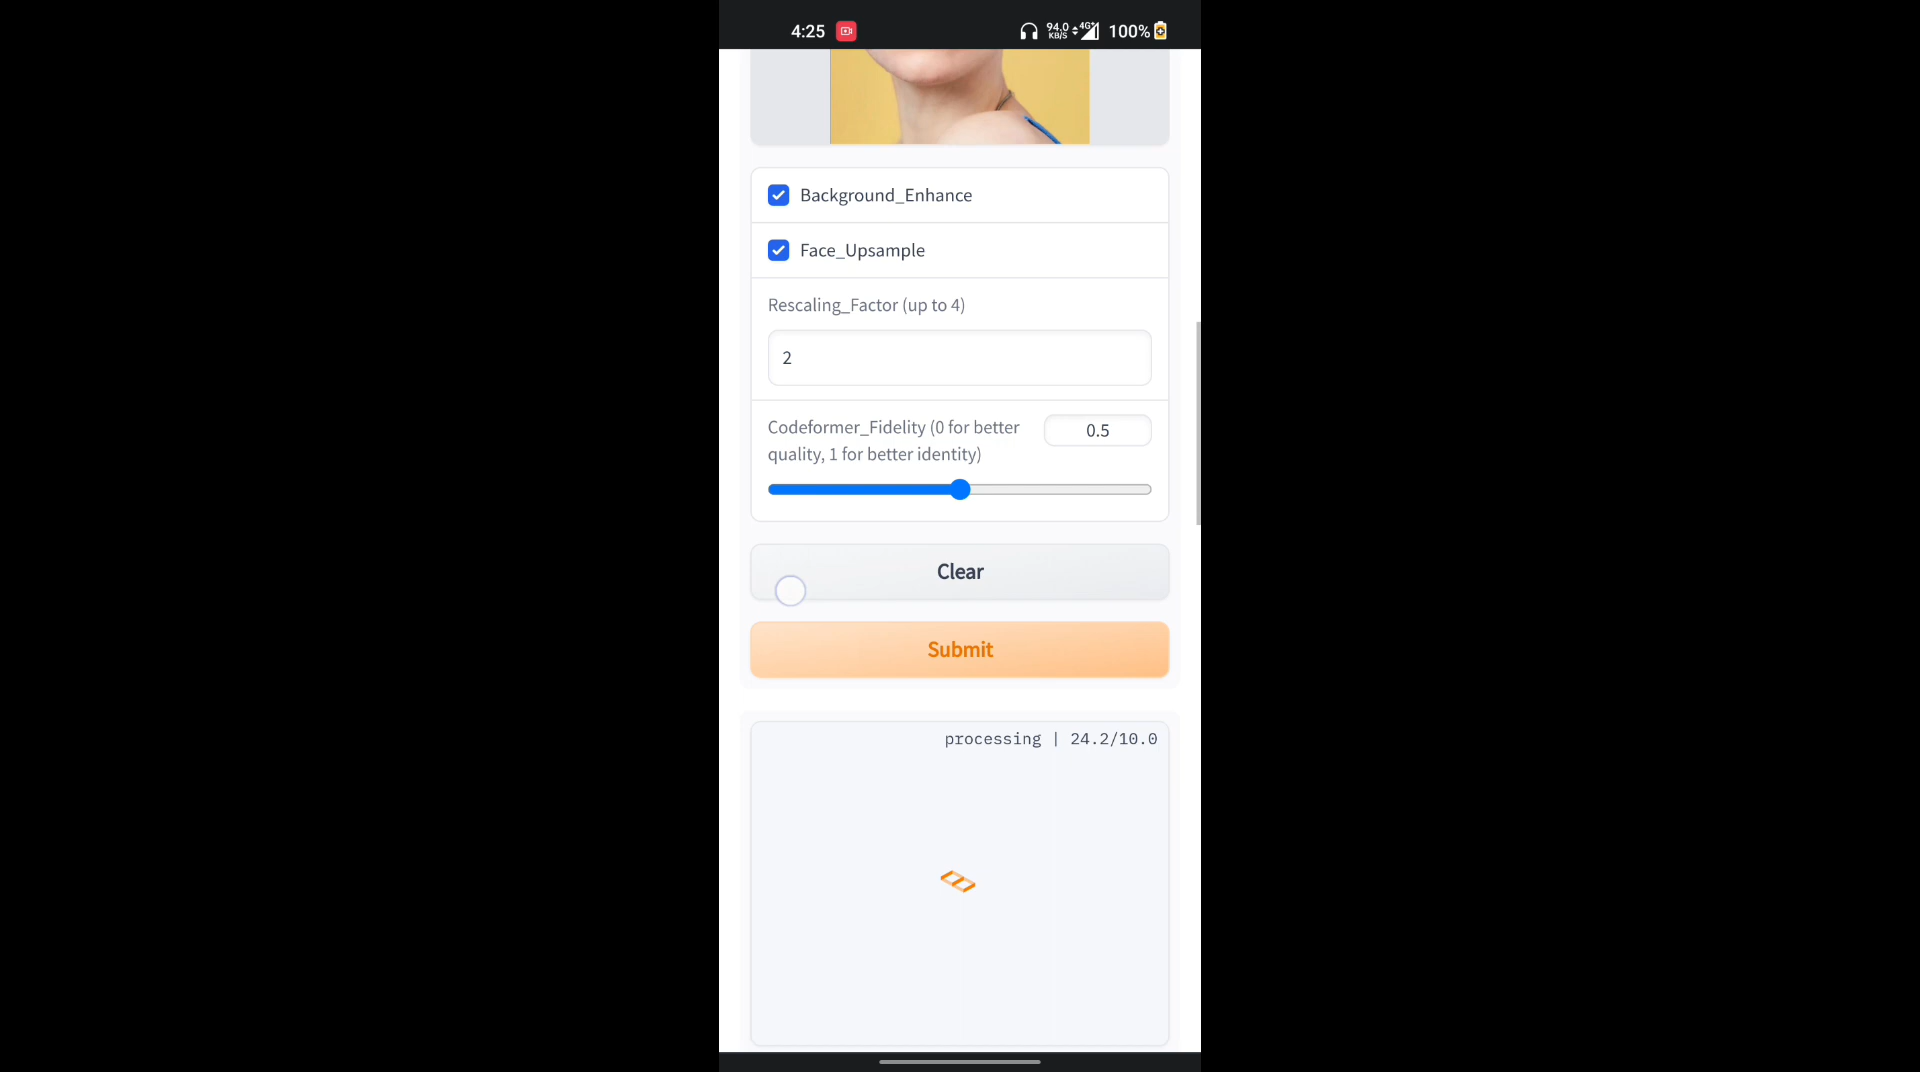 4:25
94.0 KB/S 4G 100%
Background_Enhance
Face_Upsample
Rescaling_Factor (up to 4)
2
Codeformer_Fidelity (0 for better
quality, 1 for better identity)
0.5
Clear
Submit
processing | 24.2/10.0